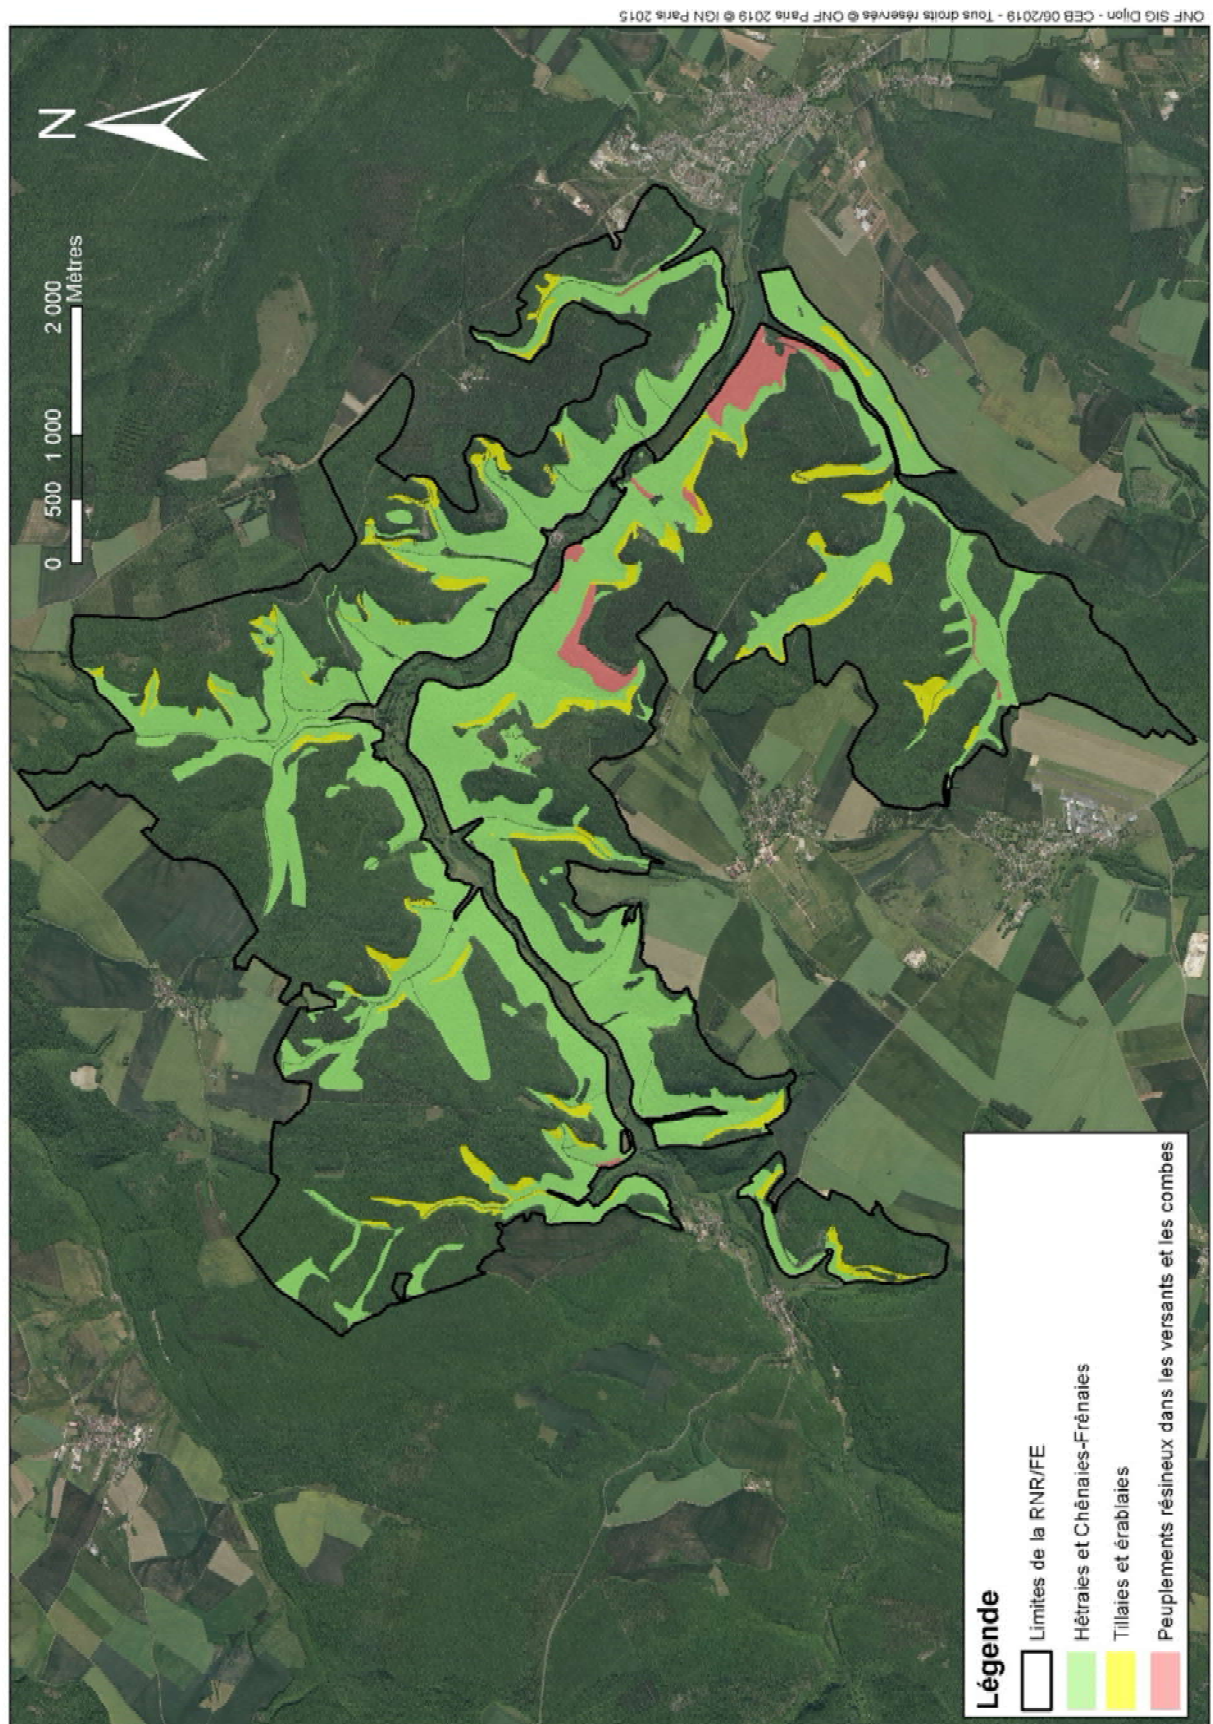 ONF SIG Dijon - CEB 06/2019 - Tous droits réservés © ONF Paris 2019 © IGN Paris 2015
N
0 500 1 000 2 000
Mètres
Légende
Limites de la RNR/FE
Hêtraies et Chênaies-Frênaies
Tillaies et érablaies
Peuplements résineux dans les versants et les combes